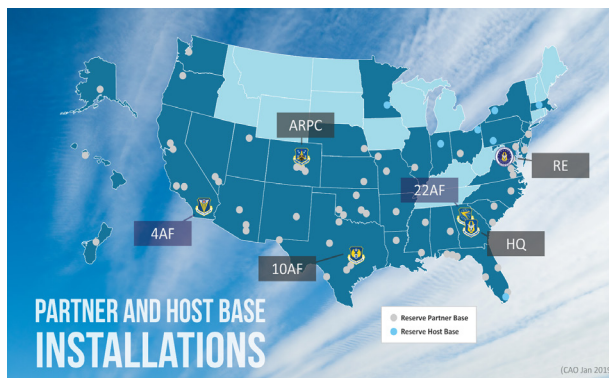 ARPC
RE
22AF
4AF
HQ
10AF
PARTNER AND HOST BASE
INSTALLATIONS
Reserve Partner Base
Reserve Host Base
(CAO Jan 2019